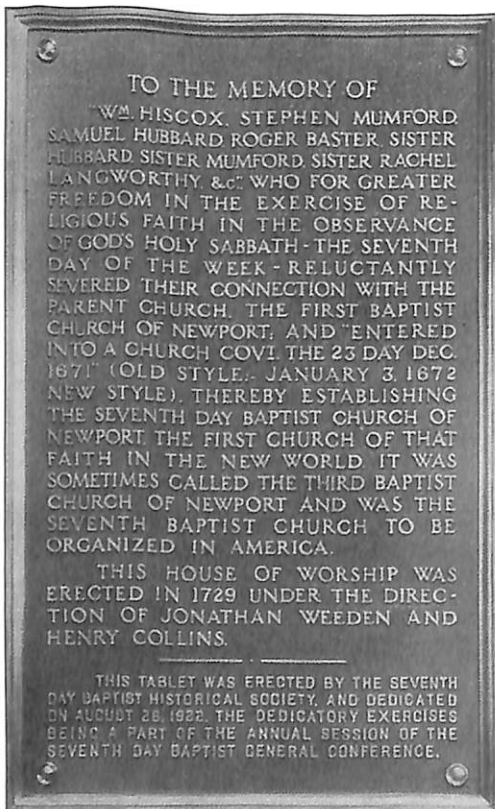 TO THE MEMORY OF
"WM. HISCOX, STEPHEN MUMFORD,
SAMUEL HUBBARD, ROGER BASTER, SISTER
HUBBARD, SISTER MUMFORD, SISTER RACHEL
LANGWORTHY, &c", WHO FOR GREATER
FREEDOM IN THE EXERCISE OF RE-
LIGIOUS FAITH IN THE OBSERVANCE
OF GOD'S HOLY SABBATH - THE SEVENTH
DAY OF THE WEEK - RELUCTANTLY
SEVERED THEIR CONNECTION WITH THE
PARENT CHURCH, THE FIRST BAPTIST
CHURCH OF NEWPORT, AND "ENTERED
INTO A CHURCH COVT. THE 23 DAY DEC.
1671" (OLD STYLE,- JANUARY 3, 1672
NEW STYLE), THEREBY ESTABLISHING
THE SEVENTH DAY BAPTIST CHURCH OF
NEWPORT, THE FIRST CHURCH OF THAT
FAITH IN THE NEW WORLD. IT WAS
SOMETIMES CALLED THE THIRD BAPTIST
CHURCH OF NEWPORT AND WAS THE
SEVENTH BAPTIST CHURCH TO BE
ORGANIZED IN AMERICA.
THIS HOUSE OF WORSHIP WAS
ERECTED IN 1729 UNDER THE DIREC-
TION OF JONATHAN WEEDEN AND
HENRY COLLINS.
THIS TABLET WAS ERECTED BY THE SEVENTH
DAY BAPTIST HISTORICAL SOCIETY, AND DEDICATED
ON AUGUST 26, 1922, THE DEDICATORY EXERCISES
BEING A PART OF THE ANNUAL SESSION OF THE
SEVENTH DAY BAPTIST GENERAL CONFERENCE.